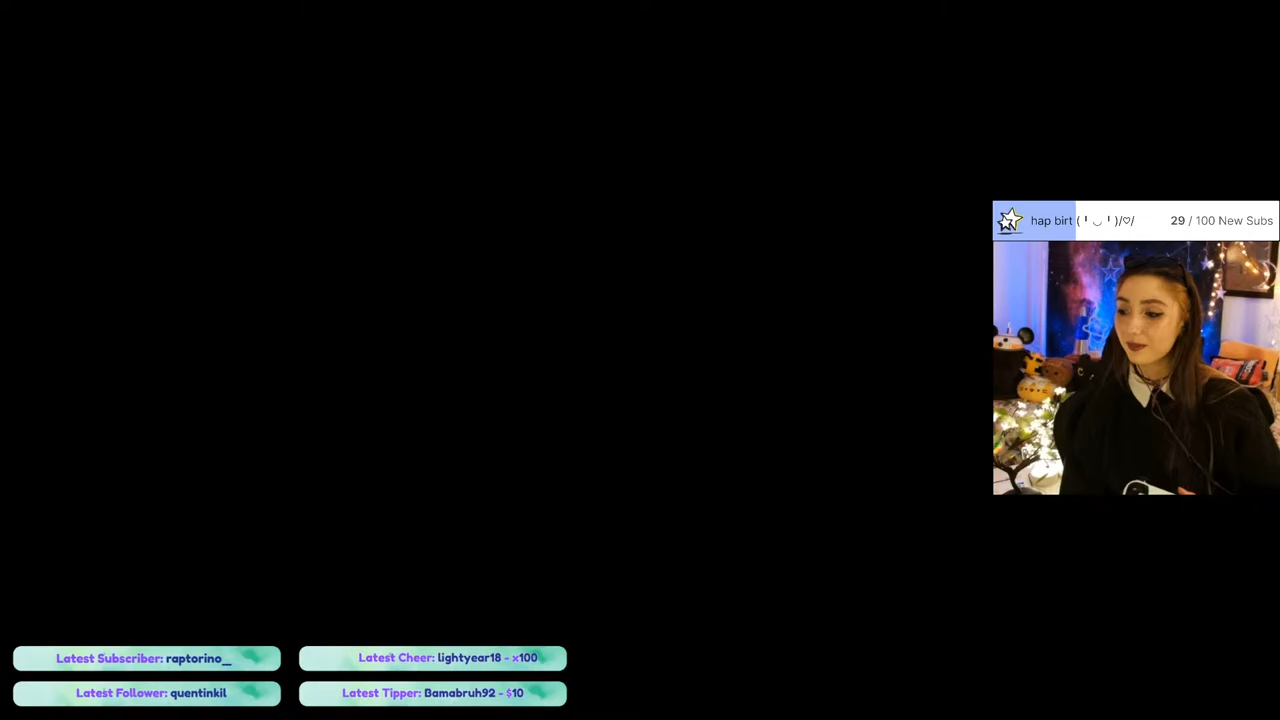 hap birt ( ╹ ◡ ╹ )/♡/ 29 / 100 New Subs
Latest Subscriber: raptorino__ Latest Cheer: lightyear18 - x100
Latest Follower: quentinkil Latest Tipper: Bamabruh92 - $10